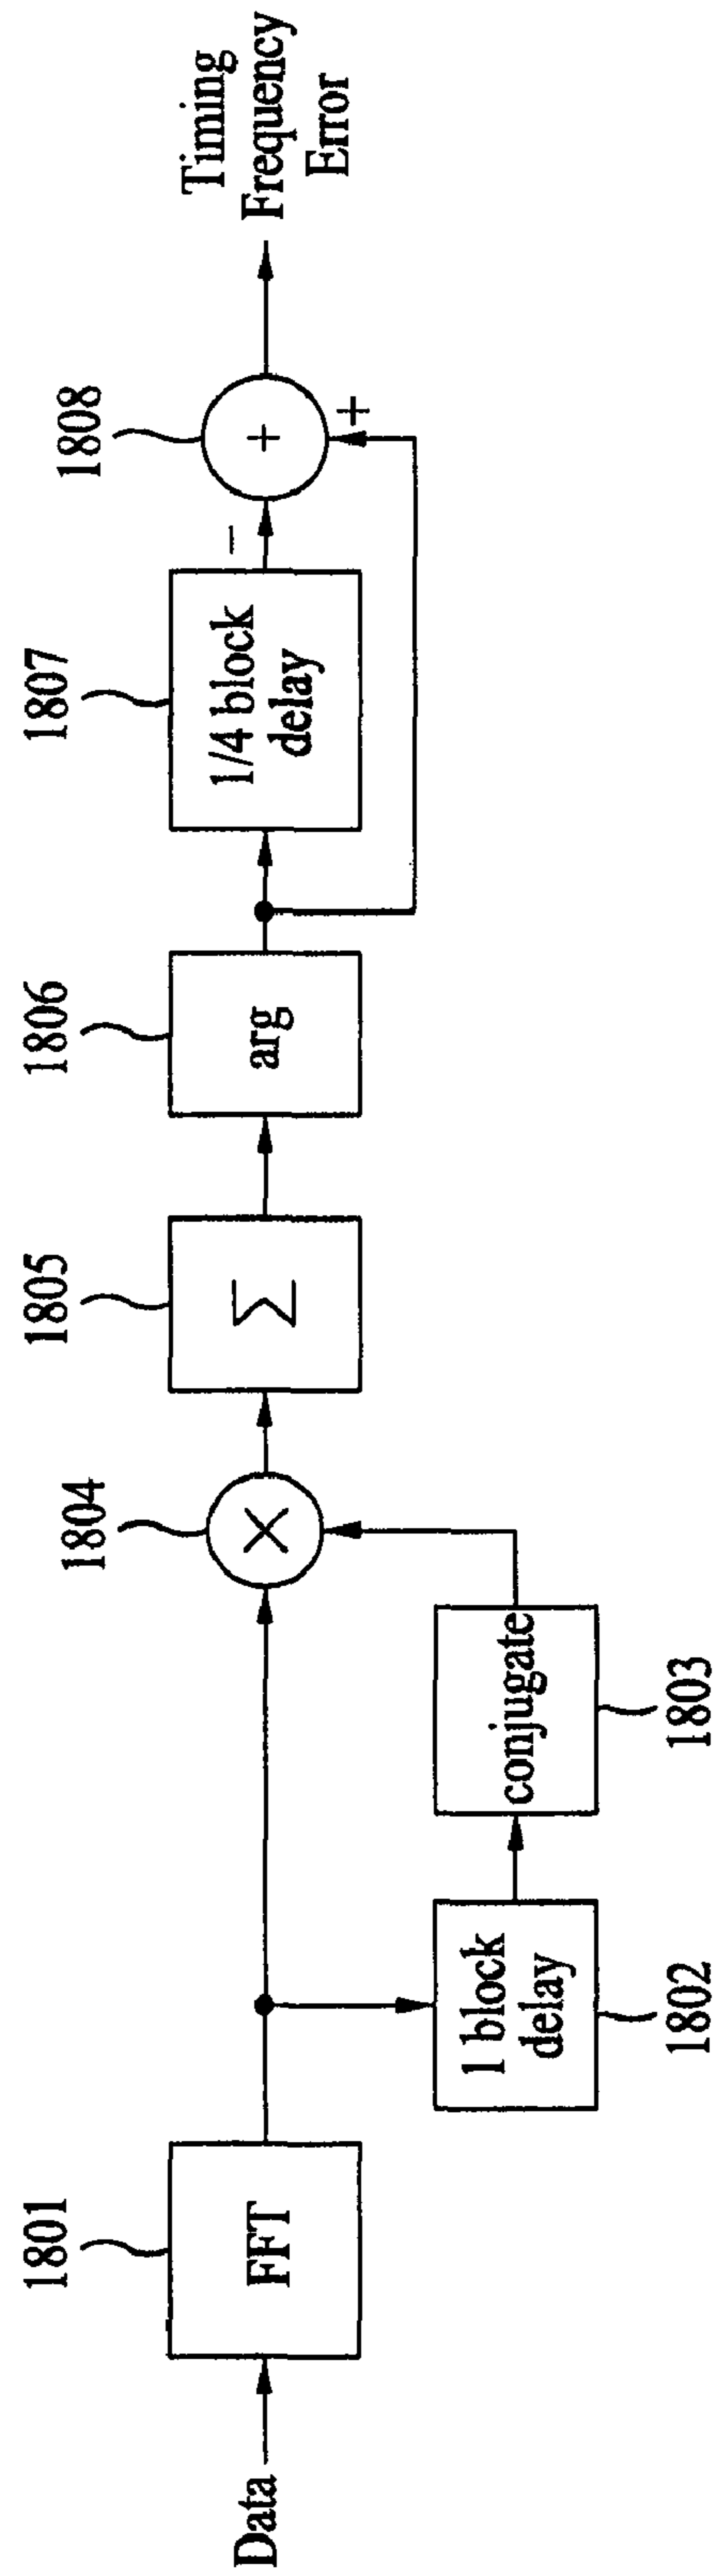 Data
1801
FFT
1 block
delay
1802
conjugate
1803
1804
×
1805
Σ
1806
arg
1807
1/4 block
delay
−
1808
+
+
Timing
Frequency
Error